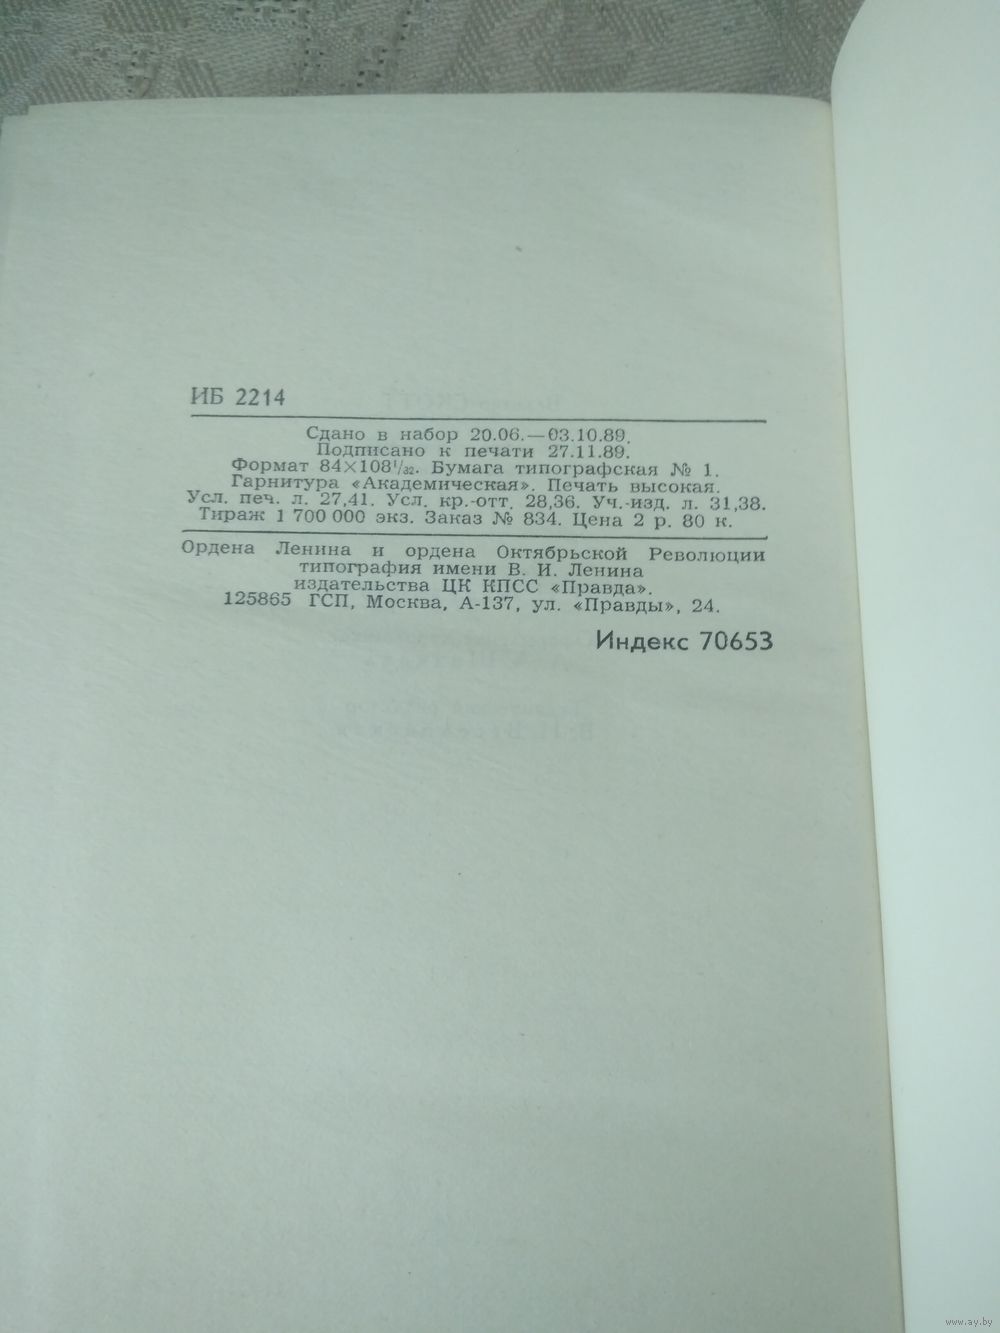 ИБ 2214
Сдано в набор 20.06.—03.10.89.
Подписано к печати 27.11.89.
Формат 84×108¹/₃₂. Бумага типографская № 1.
Гарнитура «Академическая». Печать высокая.
Усл. печ. л. 27,41. Усл. кр.-отт. 28,36. Уч.-изд. л. 31,38.
Тираж 1 700 000 экз. Заказ № 834. Цена 2 р. 80 к.
Ордена Ленина и ордена Октябрьской Революции
типография имени В. И. Ленина
издательства ЦК КПСС «Правда».
125865 ГСП, Москва, А-137, ул. «Правды», 24.
Индекс 70653
www.ay.by